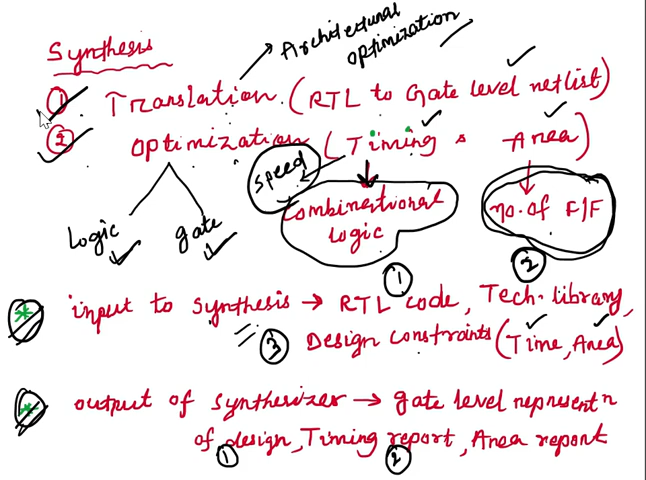 Synthesis
Architectural optimization
① Translation. (RTL to Gate level netlist)
② optimization (Timing & Area)
speed
Logic
gate
Combinational logic
no. of F/F
① ②
* input to synthesis → RTL code, Tech. library,
③ Design constraints (Time, Area)
* output of synthesizer → gate level represent n
of design, Timing report, Area report
① ②